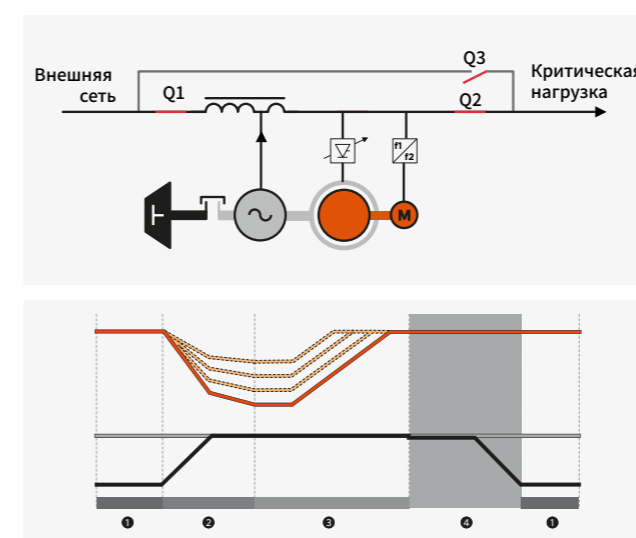 Внешняя
сеть
Q1
Q3
Q2
Критическая
нагрузка
f1
f2
M
❶ ❷ ❸ ❹ ❶